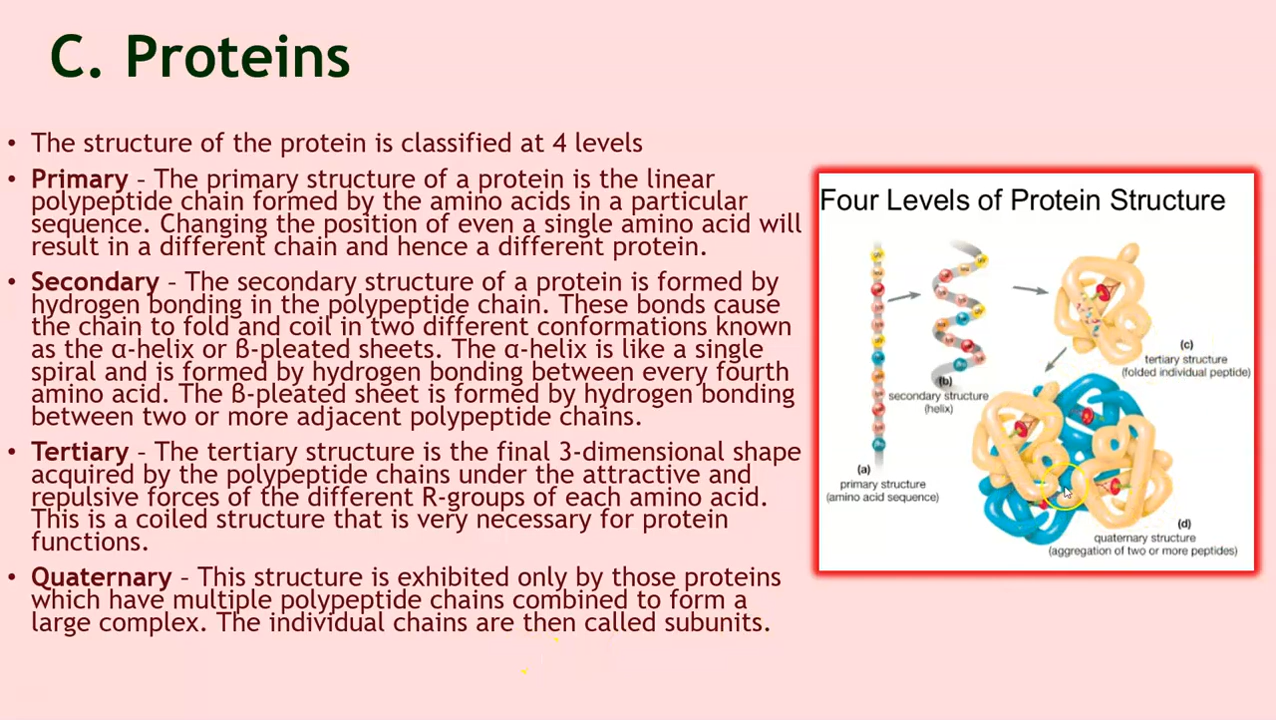 C. Proteins
• The structure of the protein is classified at 4 levels
• Primary – The primary structure of a protein is the linear
polypeptide chain formed by the amino acids in a particular
sequence. Changing the position of even a single amino acid will
result in a different chain and hence a different protein.
• Secondary – The secondary structure of a protein is formed by
hydrogen bonding in the polypeptide chain. These bonds cause
the chain to fold and coil in two different conformations known
as the α-helix or ß-pleated sheets. The α-helix is like a single
spiral and is formed by hydrogen bonding between every fourth
amino acid. The ß-pleated sheet is formed by hydrogen bonding
between two or more adjacent polypeptide chains.
• Tertiary – The tertiary structure is the final 3-dimensional shape
acquired by the polypeptide chains under the attractive and
repulsive forces of the different R-groups of each amino acid.
This is a coiled structure that is very necessary for protein
functions.
• Quaternary – This structure is exhibited only by those proteins
which have multiple polypeptide chains combined to form a
large complex. The individual chains are then called subunits.
Four Levels of Protein Structure
(a)
primary structure
(amino acid sequence)
(b)
secondary structure
(helix)
(c)
tertiary structure
(folded individual peptide)
(d)
quaternary structure
(aggregation of two or more peptides)